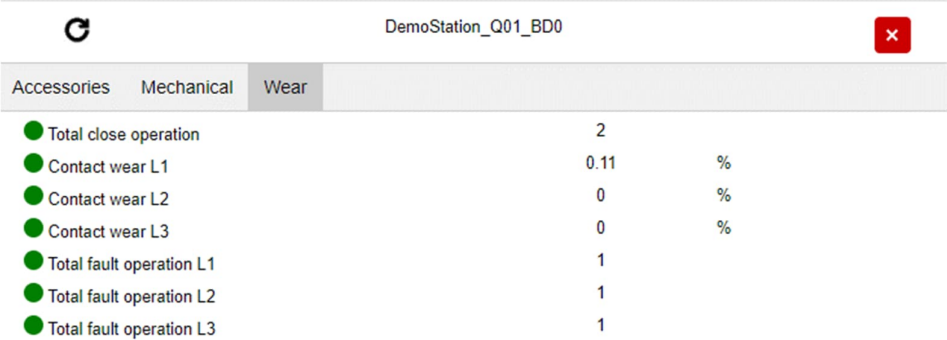 DemoStation_Q01_BD0
Accessories Mechanical Wear
Total close operation 2
Contact wear L1 0.11 %
Contact wear L2 0 %
Contact wear L3 0 %
Total fault operation L1 1
Total fault operation L2 1
Total fault operation L3 1